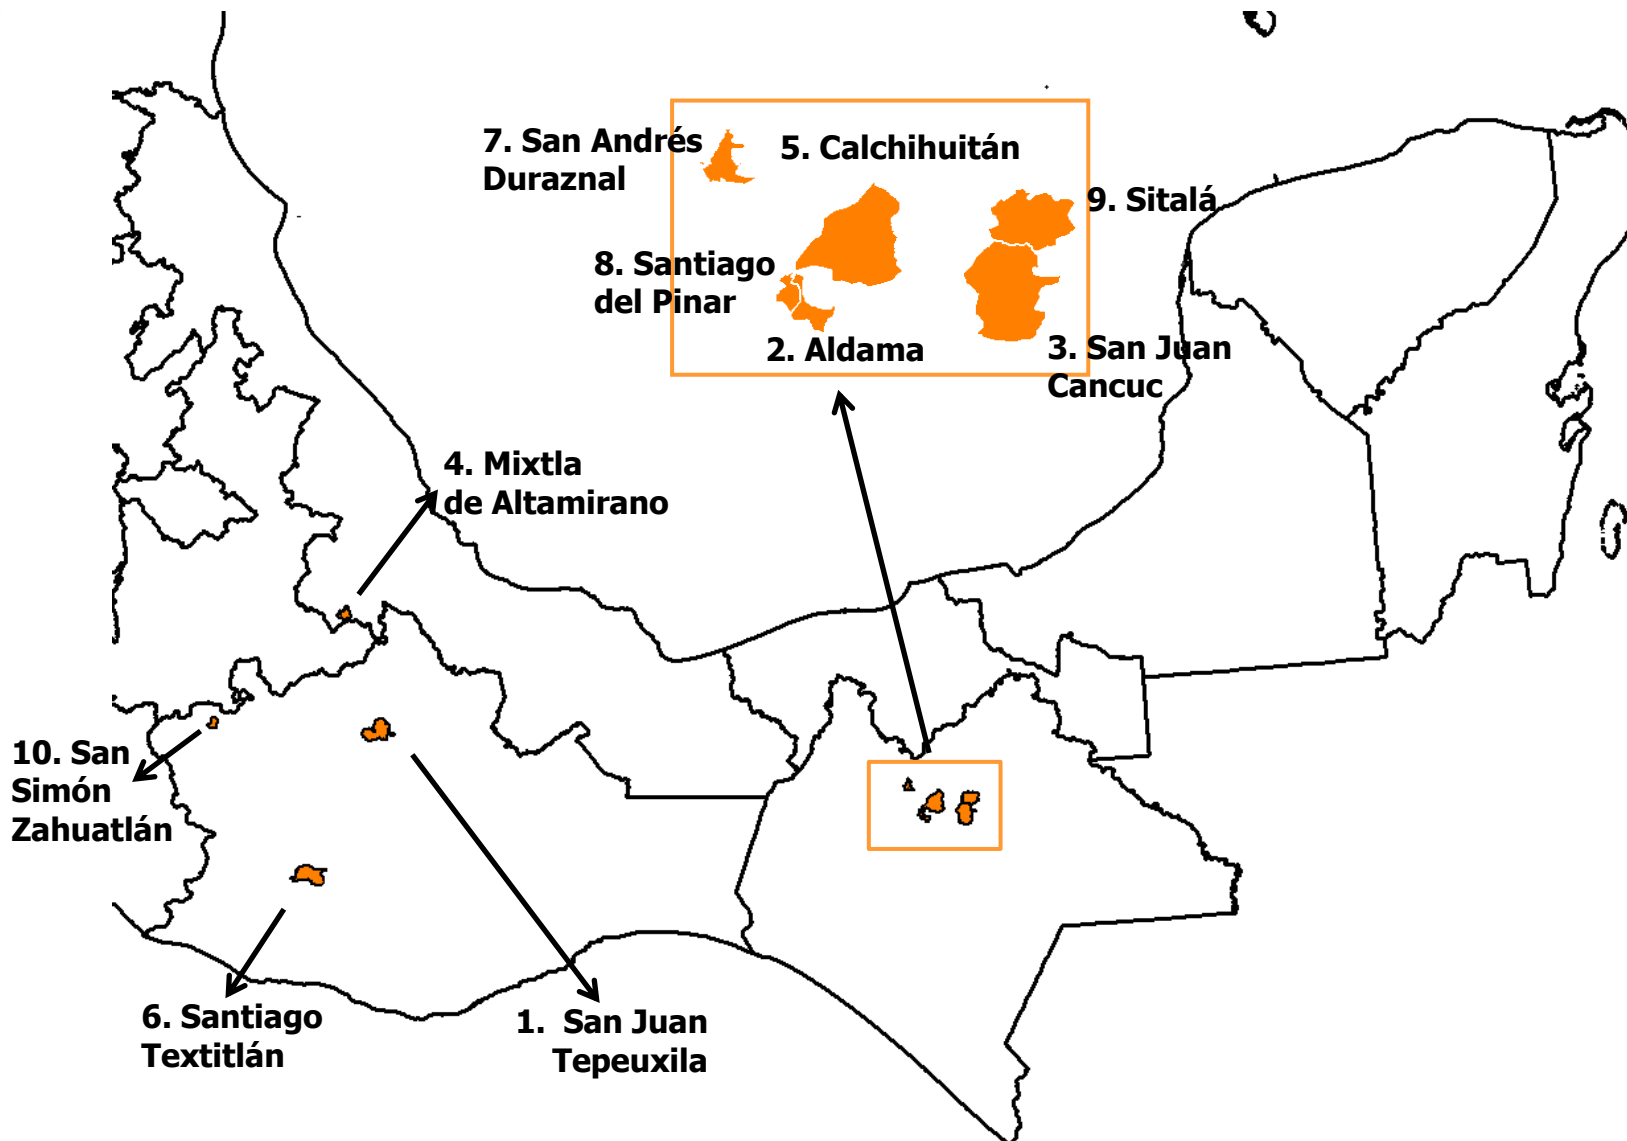 7. San Andrés
Duraznal
5. Calchihuitán
9. Sitalá
8. Santiago
del Pinar
2. Aldama
3. San Juan
Cancuc
4. Mixtla
de Altamirano
10. San
Simón
Zahuatlán
6. Santiago
Textitlán
1. San Juan
Tepeuxila